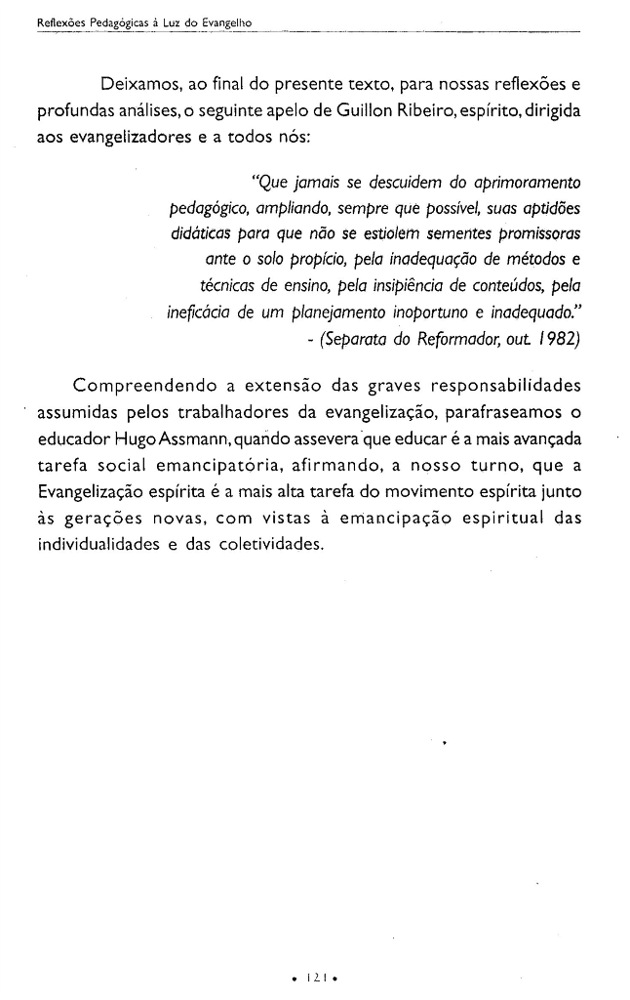 Reflexões Pedagógicas à Luz do Evangelho
Deixamos, ao final do presente texto, para nossas reflexões e
profundas análises, o seguinte apelo de Guillon Ribeiro, espírito, dirigida
aos evangelizadores e a todos nós:
“Que jamais se descuidem do aprimoramento
pedagógico, ampliando, sempre que possível, suas aptidões
didáticas para que não se estiolem sementes promissoras
ante o solo propício, pela inadequação de métodos e
técnicas de ensino, pela insipiência de conteúdos, pela
ineficácia de um planejamento inoportuno e inadequado.”
- (Separata do Reformador, out. 1982)
Compreendendo a extensão das graves responsabilidades
assumidas pelos trabalhadores da evangelização, parafraseamos o
educador Hugo Assmann, quando assevera que educar é a mais avançada
tarefa social emancipatória, afirmando, a nosso turno, que a
Evangelização espírita é a mais alta tarefa do movimento espírita junto
às gerações novas, com vistas à emancipação espiritual das
individualidades e das coletividades.
• 121 •